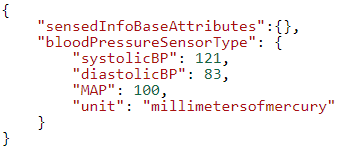 {
    "sensedInfoBaseAttributes":{},
    "bloodPressureSensorType": {
        "systolicBP": 121,
        "diastolicBP": 83,
        "MAP": 100,
        "unit": "millimetersofmercury"
    }
}